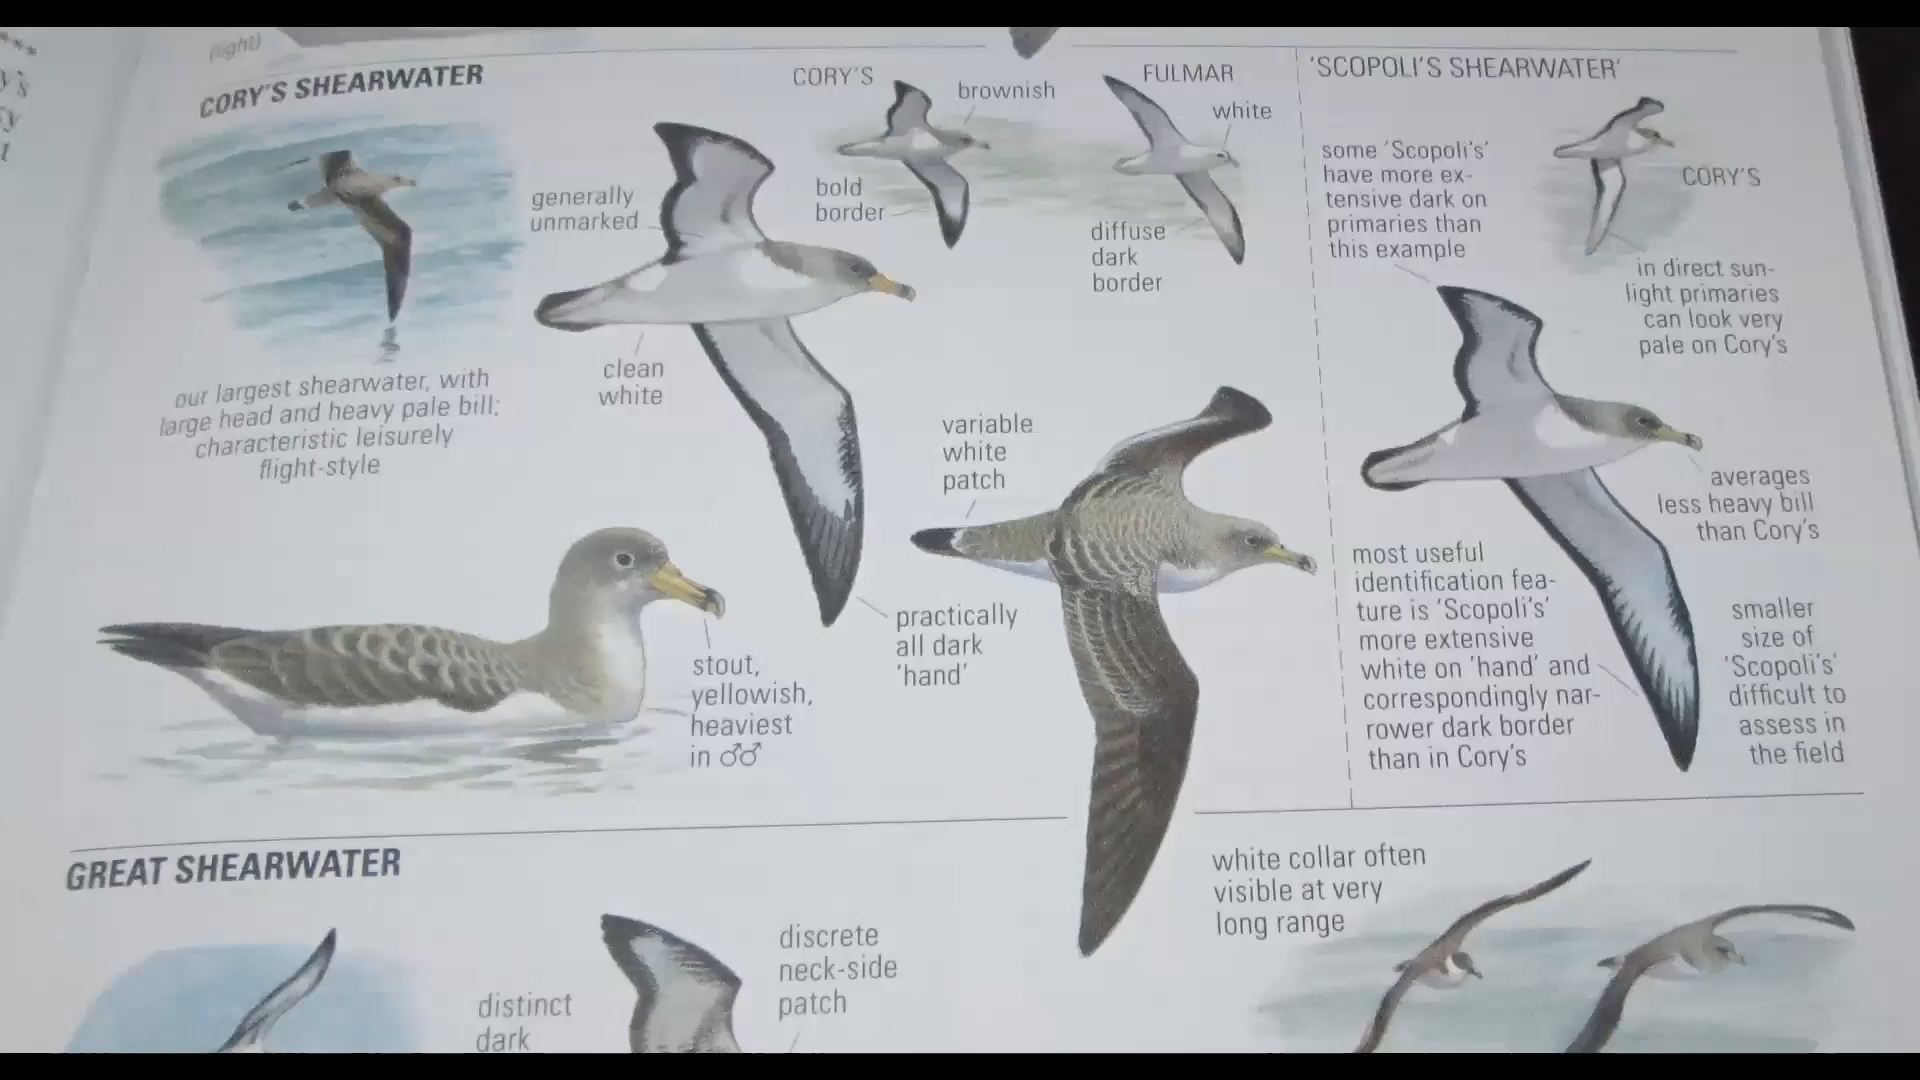 (light)
CORY'S SHEARWATER
our largest shearwater, with
large head and heavy pale bill;
characteristic leisurely
flight-style
generally
unmarked
clean
white
CORY'S
brownish
bold
border
FULMAR
white
diffuse
dark
border
stout,
yellowish,
heaviest
in ♂♂
practically
all dark
'hand'
variable
white
patch
'SCOPOLI'S SHEARWATER'
some 'Scopoli's'
have more ex-
tensive dark on
primaries than
this example
CORY'S
in direct sun-
light primaries
can look very
pale on Cory's
averages
less heavy bill
than Cory's
most useful
identification fea-
ture is 'Scopoli's'
more extensive
white on 'hand' and
correspondingly nar-
rower dark border
than in Cory's
smaller
size of
'Scopoli's'
difficult to
assess in
the field
GREAT SHEARWATER
distinct
dark
discrete
neck-side
patch
white collar often
visible at very
long range